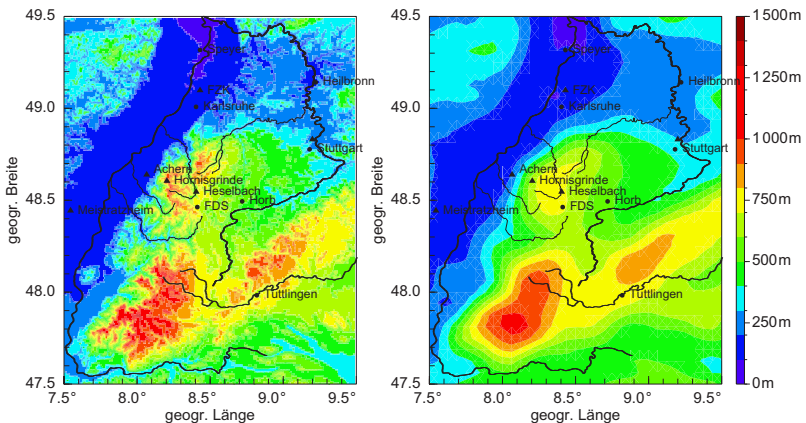 49.5
49.0
48.5
48.0
47.5
geogr. Breite
7.5° 8.0° 8.5° 9.0° 9.5°
geogr. Länge
Speyer
Heilbronn
FZK
Karlsruhe
Stuttgart
Achern
Hornisgrinde
Heselbach
FDS
Horb
Meistratzheim
Tuttlingen
49.5
49.0
48.5
48.0
47.5
geogr. Breite
7.5° 8.0° 8.5° 9.0° 9.5°
geogr. Länge
Speyer
Heilbronn
FZK
Karlsruhe
Stuttgart
Achern
Hornisgrinde
Heselbach
FDS
Horb
Meistratzheim
Tuttlingen
1500m
1250m
1000m
750m
500m
250m
0m